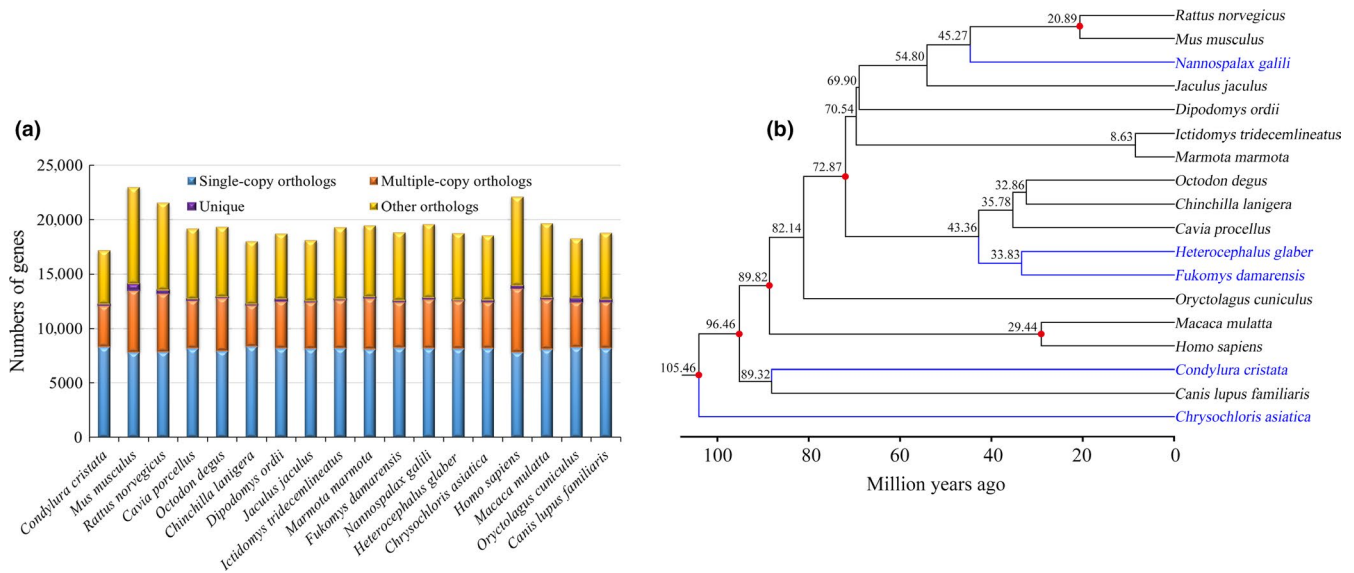 (a)
Numbers of genes
25,000
20,000
15,000
10,000
5000
0
Single-copy orthologs
Multiple-copy orthologs
Unique
Other orthologs
Condylura cristata
Mus musculus
Rattus norvegicus
Cavia porcellus
Octodon degus
Chinchilla lanigera
Dipodomys ordii
Jaculus jaculus
Ictidomys tridecemlineatus
Marmota marmota
Fukomys damarensis
Nannospalax galili
Heterocephalus glaber
Chrysochloris asiatica
Homo sapiens
Macaca mulatta
Oryctolagus cuniculus
Canis lupus familiaris
(b)
20.89
45.27
54.80
69.90
70.54
8.63
72.87
32.86
35.78
43.36
33.83
82.14
89.82
29.44
96.46
89.32
105.46
Rattus norvegicus
Mus musculus
Nannospalax galili
Jaculus jaculus
Dipodomys ordii
Ictidomys tridecemlineatus
Marmota marmota
Octodon degus
Chinchilla lanigera
Cavia procellus
Heterocephalus glaber
Fukomys damarensis
Oryctolagus cuniculus
Macaca mulatta
Homo sapiens
Condylura cristata
Canis lupus familiaris
Chrysochloris asiatica
100 80 60 40 20 0
Million years ago